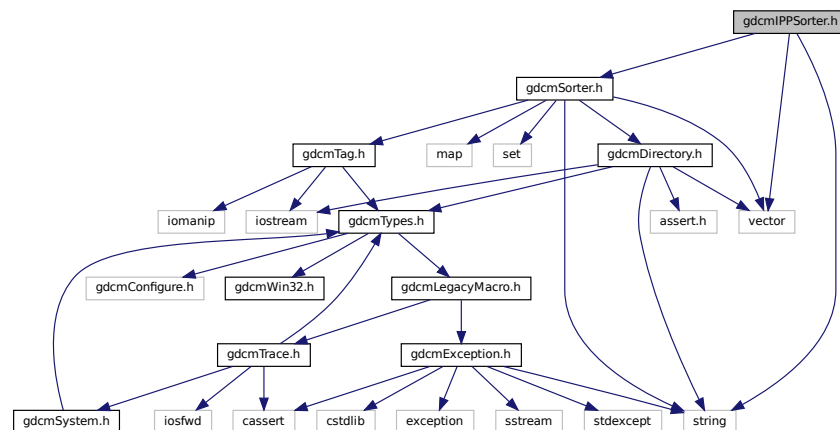 gdcmIPPSorter.h
gdcmSorter.h
gdcmTag.h
map
set
gdcmDirectory.h
iomanip
iostream
gdcmTypes.h
assert.h
vector
gdcmConfigure.h
gdcmWin32.h
gdcmLegacyMacro.h
gdcmTrace.h
gdcmException.h
gdcmSystem.h
iosfwd
cassert
cstdlib
exception
sstream
stdexcept
string